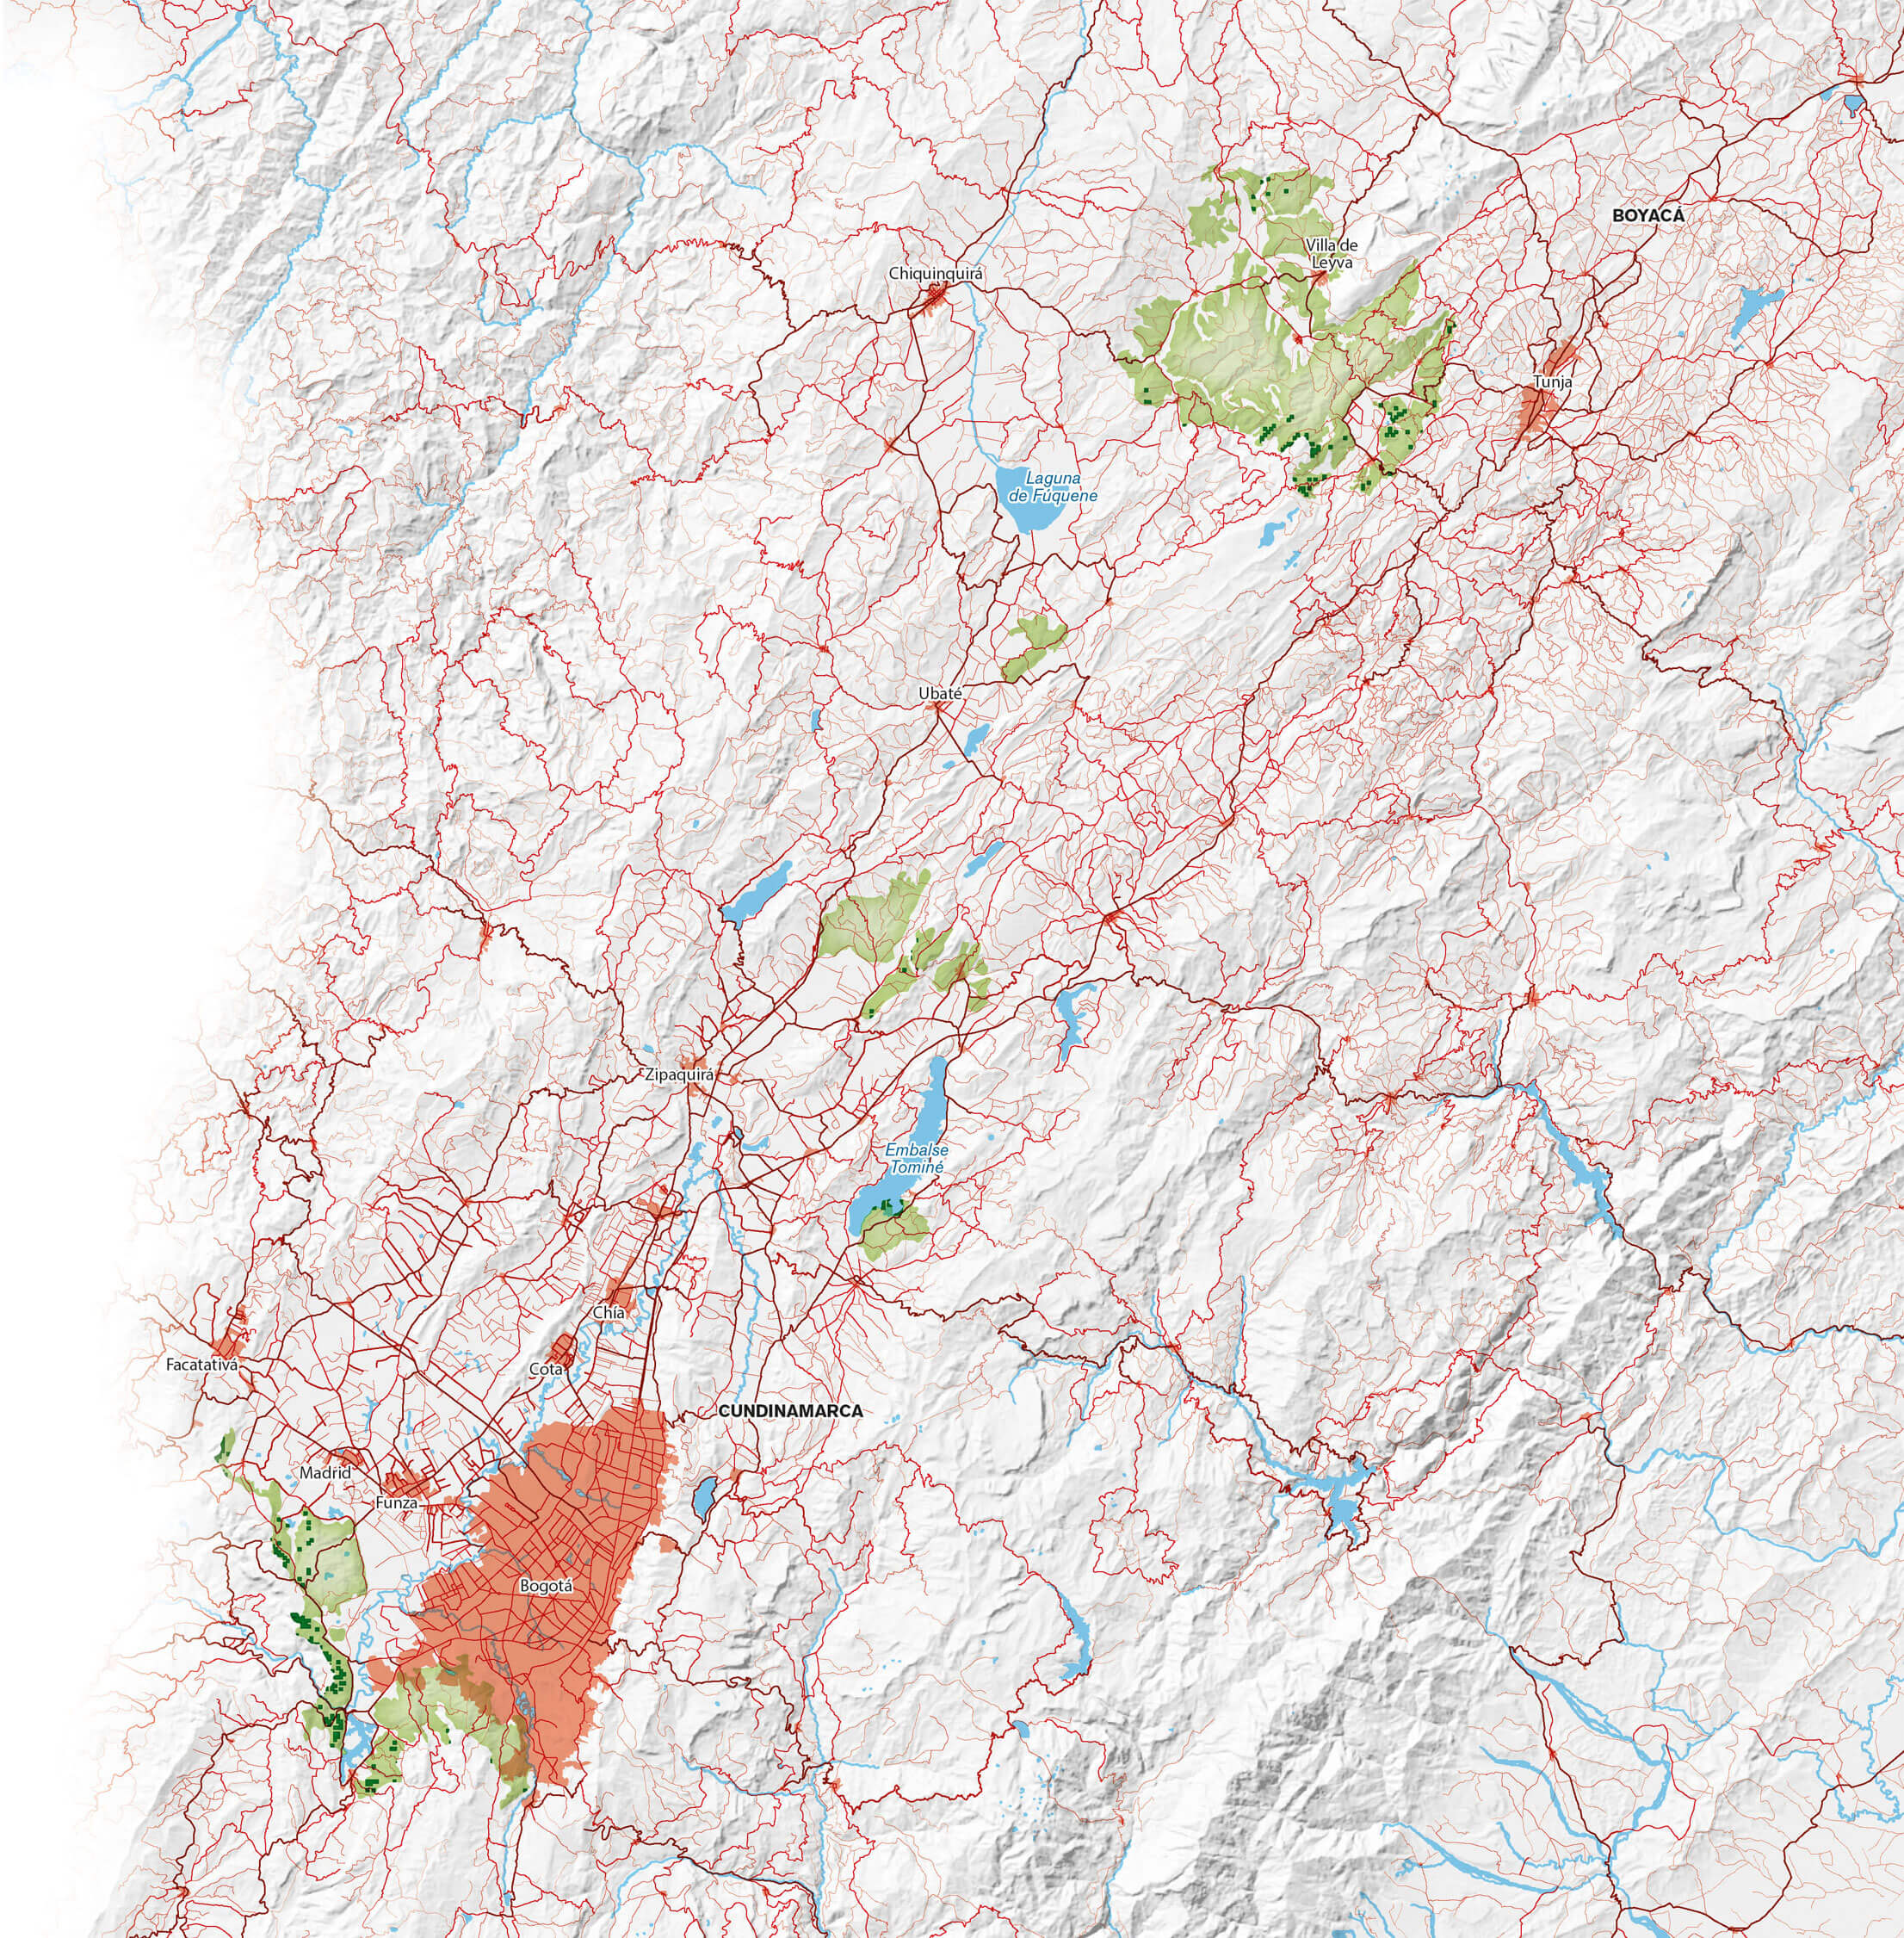 BOYACÁ
Villa de
Leyva
Chiquinquirá
Tunja
Laguna
de Fúquene
Ubaté
Zipaquirá
Embalse
Tominé
Chía
Facatativá
Cota
CUNDINAMARCA
Madrid
Funza
Bogotá